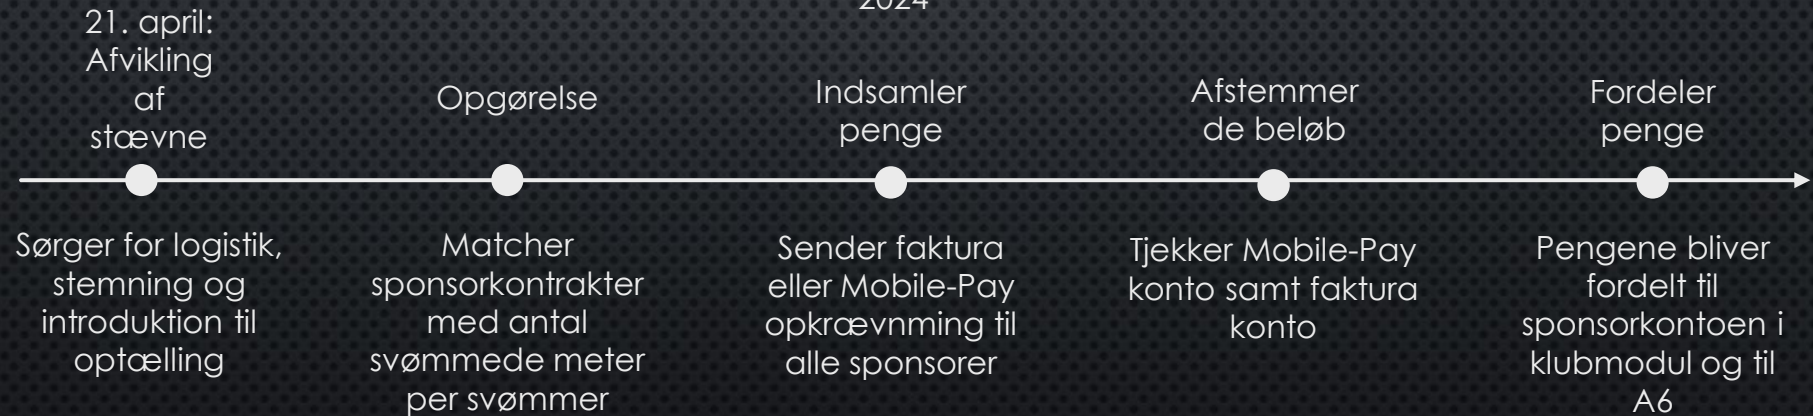 2024
21. april:
Afvikling
af
stævne
Opgørelse
Indsamler
penge
Afstemmer
de beløb
Fordeler
penge
Sørger for logistik,
stemning og
introduktion til
optælling
Matcher
sponsorkontrakter
med antal
svømmede meter
per svømmer
Sender faktura
eller Mobile-Pay
opkrævnming til
alle sponsorer
Tjekker Mobile-Pay
konto samt faktura
konto
Pengene bliver
fordelt til
sponsorkontoen i
klubmodul og til
A6